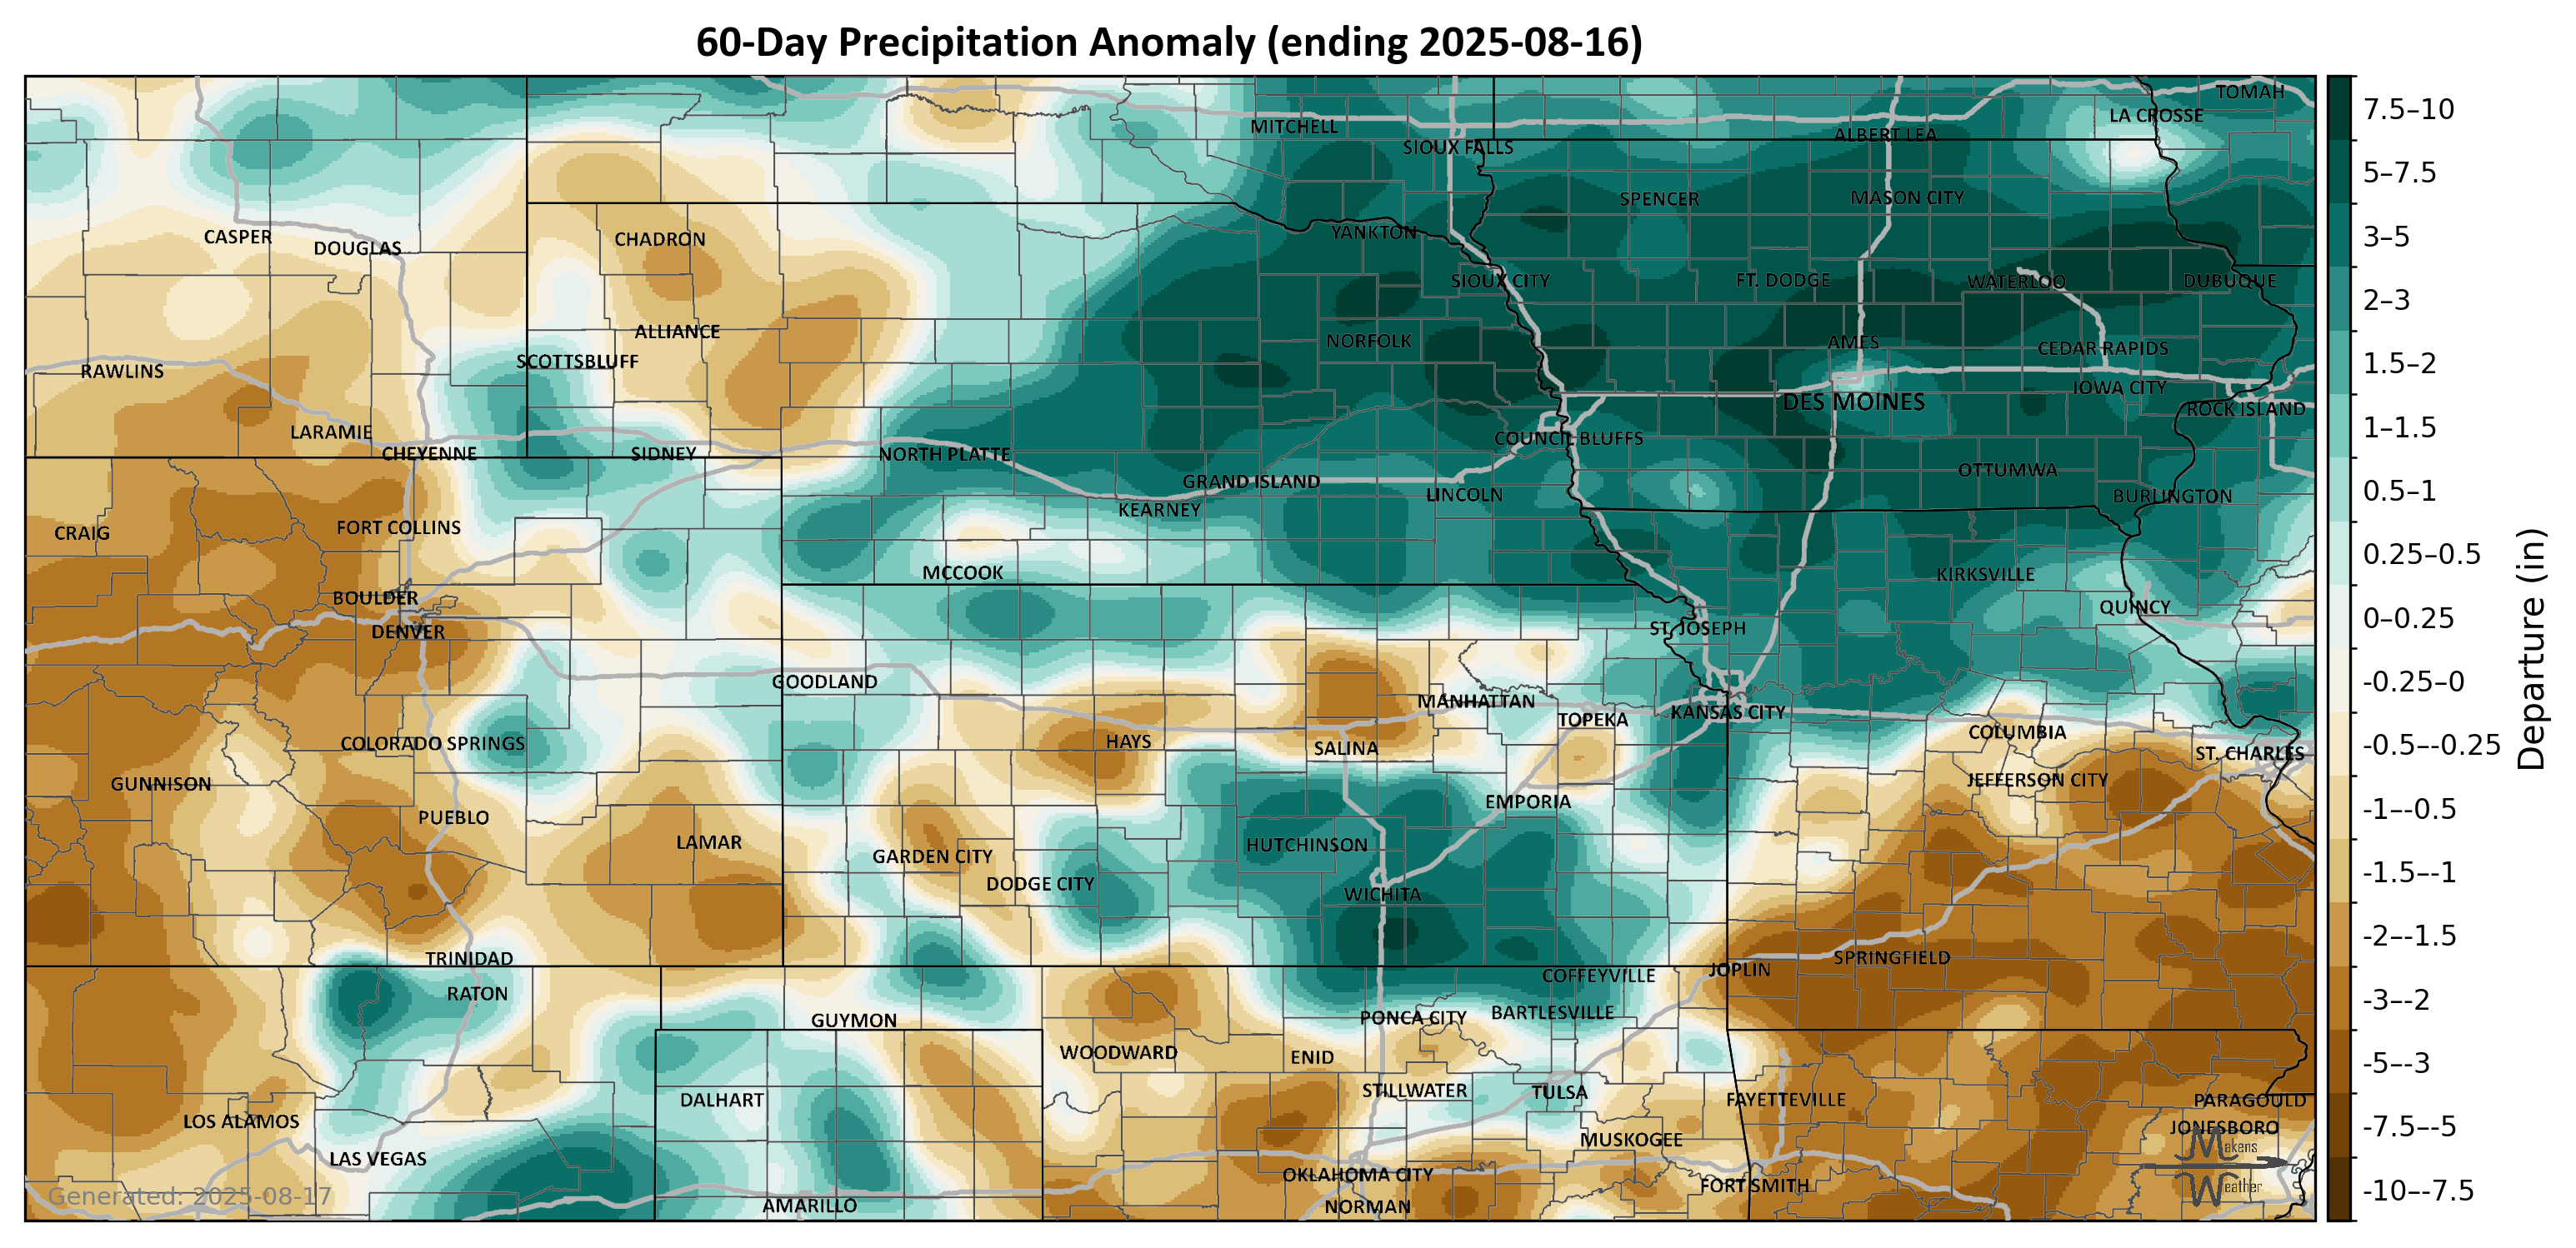 60-Day Precipitation Anomaly (ending 2025-08-16)
TOMAH
LA CROSSE
MITCHELL
ALBERT LEA
SIOUX FALLS
SPENCER
MASON CITY
YANKTON
CASPER
DOUGLAS
CHADRON
SIOUX CITY
FT. DODGE
WATERLOO
DUBUQUE
ALLIANCE
NORFOLK
AMES
CEDAR RAPIDS
SCOTTSBLUFF
RAWLINS
IOWA CITY
DES MOINES
ROCK ISLAND
LARAMIE
COUNCIL BLUFFS
CHEYENNE
SIDNEY
NORTH PLATTE
OTTUMWA
GRAND ISLAND
LINCOLN
BURLINGTON
KEARNEY
CRAIG
FORT COLLINS
MCCOOK
KIRKSVILLE
BOULDER
QUINCY
DENVER
ST. JOSEPH
GOODLAND
MANHATTAN
KANSAS CITY
TOPEKA
COLUMBIA
COLORADO SPRINGS
HAYS
SALINA
ST. CHARLES
GUNNISON
JEFFERSON CITY
EMPORIA
PUEBLO
LAMAR
HUTCHINSON
GARDEN CITY
DODGE CITY
WICHITA
TRINIDAD
SPRINGFIELD
JOPLIN
COFFEYVILLE
RATON
BARTLESVILLE
GUYMON
PONCA CITY
WOODWARD
ENID
STILLWATER
TULSA
DALHART
FAYETTEVILLE
PARAGOULD
LOS ALAMOS
JONESBORO
MUSKOGEE
LAS VEGAS
OKLAHOMA CITY
FORT SMITH
AMARILLO
NORMAN
Generated: 2025-08-17
Makens
Weather
7.5–10
5–7.5
3–5
2–3
1.5–2
1–1.5
0.5–1
0.25–0.5
0–0.25
-0.25–0
-0.5–-0.25
-1–-0.5
-1.5–-1
-2–-1.5
-3–-2
-5–-3
-7.5–-5
-10–-7.5
Departure (in)